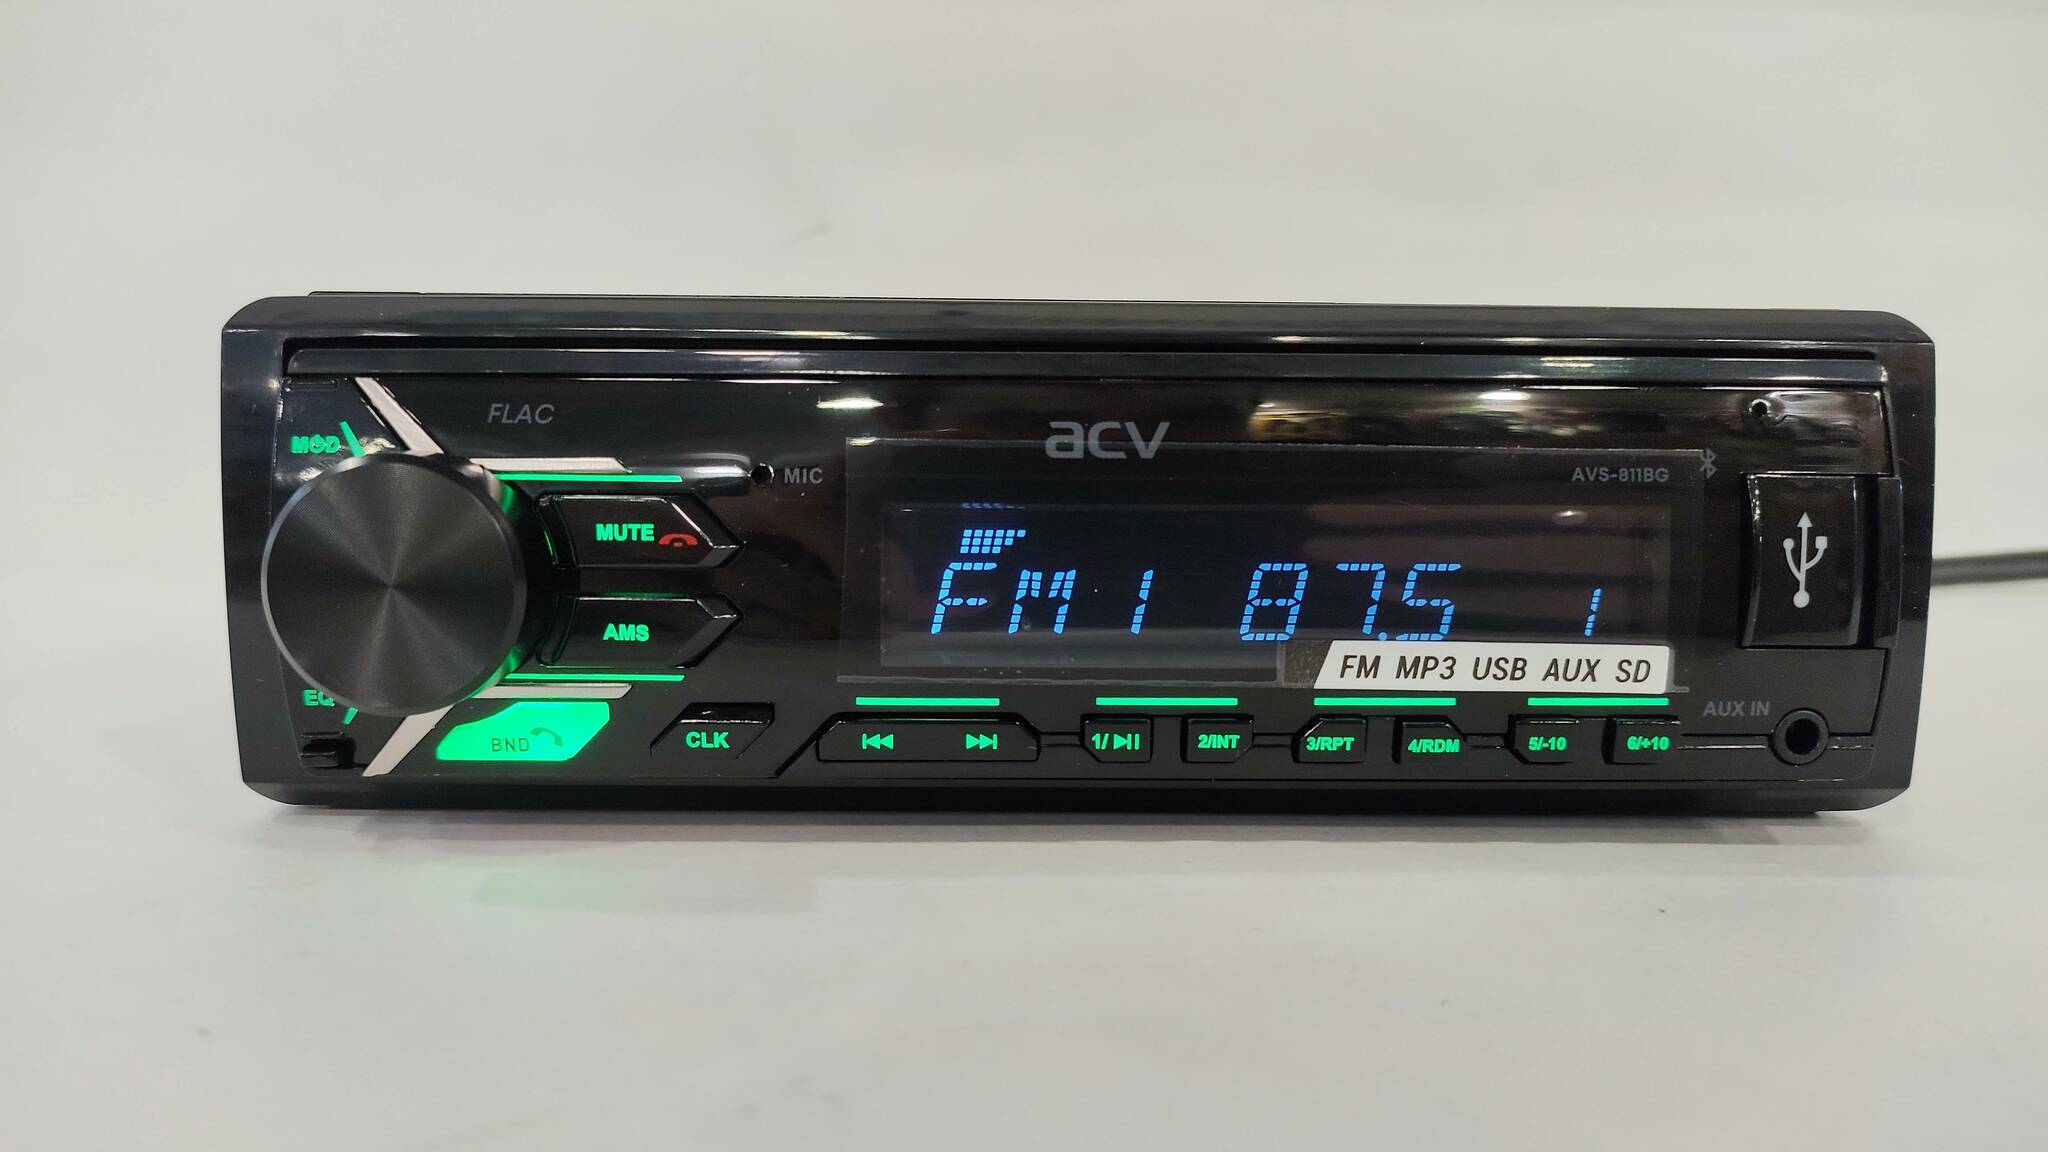 FLAC
acv
MOD
MIC
AVS-811BG
MUTE
FM1 87.5 1
AMS
FM MP3 USB AUX SD
EQ
AUX IN
BND
CLK
1/
2/INT
3/RPT
4/RDM
5/-10
6/+10